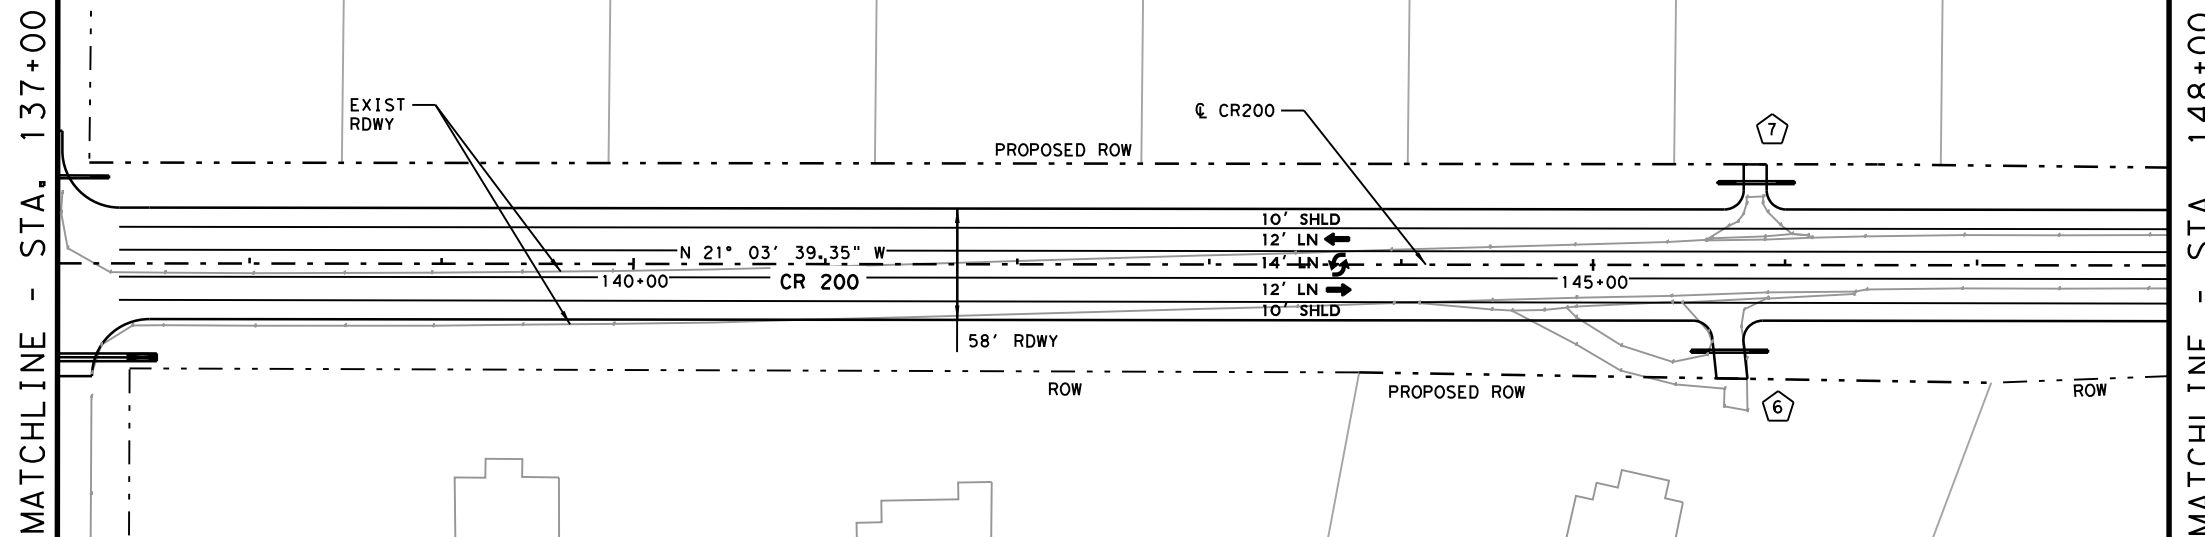 MATCHLINE - STA. 137+00
EXIST
RDWY
PROPOSED ROW
℄ CR200
7
10' SHLD
12' LN
N 21° 03' 39.35" W
14' LN
140+00
CR 200
12' LN
145+00
10' SHLD
58' RDWY
ROW
PROPOSED ROW
6
ROW
MATCHLINE - STA 148+00